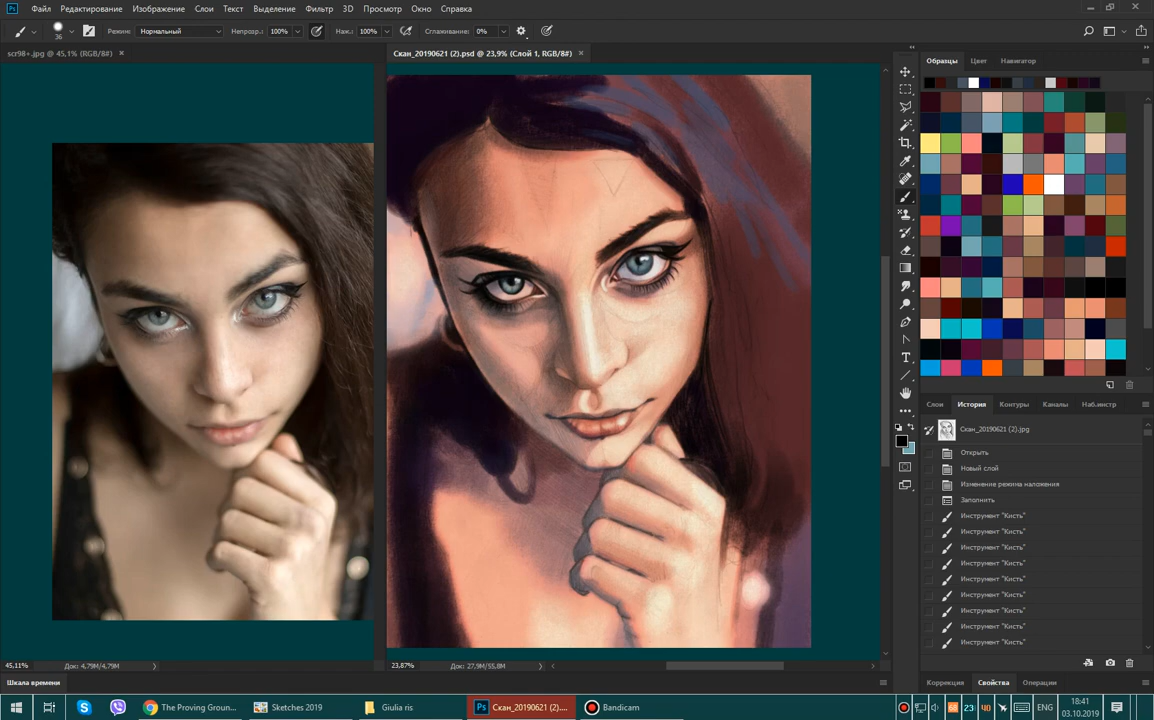 Файл Редактирование Изображение Слои Текст Выделение Фильтр 3D Просмотр Окно Справка
36 Режим: Нормальный Непрозр.: 100% Наж.: 100% Сглаживание: 0%
scr98+.jpg @ 45,1% (RGB/8#) ×
Скан_20190621 (2).psd @ 23,9% (Слой 1, RGB/8#) ×
Образцы Цвет Навигатор
Слои История Контуры Каналы Наб.инстр
Скан_20190621 (2).jpg
Открыть
Новый слой
Изменение режима наложения
Заполнить
Инструмент "Кисть"
Инструмент "Кисть"
Инструмент "Кисть"
Инструмент "Кисть"
Инструмент "Кисть"
Инструмент "Кисть"
Инструмент "Кисть"
Инструмент "Кисть"
Инструмент "Кисть"
45,11% Док: 4,79M/4,79M
23,87% Док: 27,9M/55,8M
Шкала времени
Коррекция Свойства Операции
The Proving Groun...
Sketches 2019
Giulia ris
Ps Скан_20190621 (2)....
Bandicam
ENG
18:41
03.10.2019